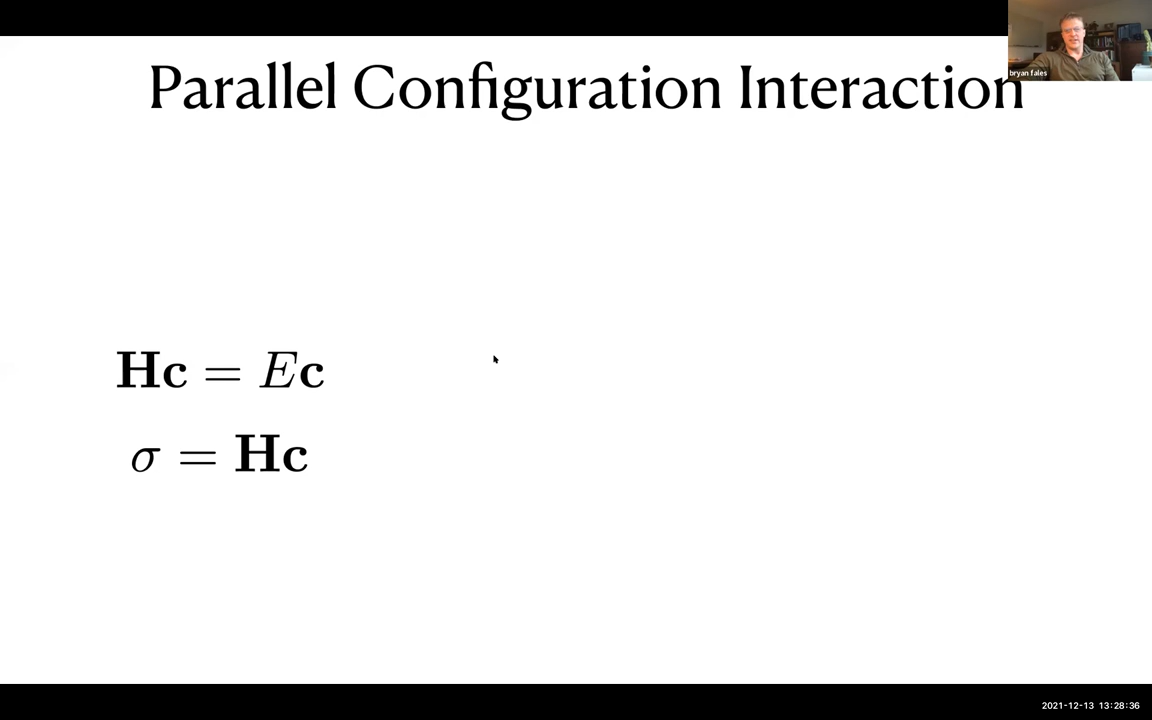 Parallel Configuration Interaction
bryan fales
𝐇𝐜 = 𝐸𝐜
σ = 𝐇𝐜
2021-12-13 13:28:36